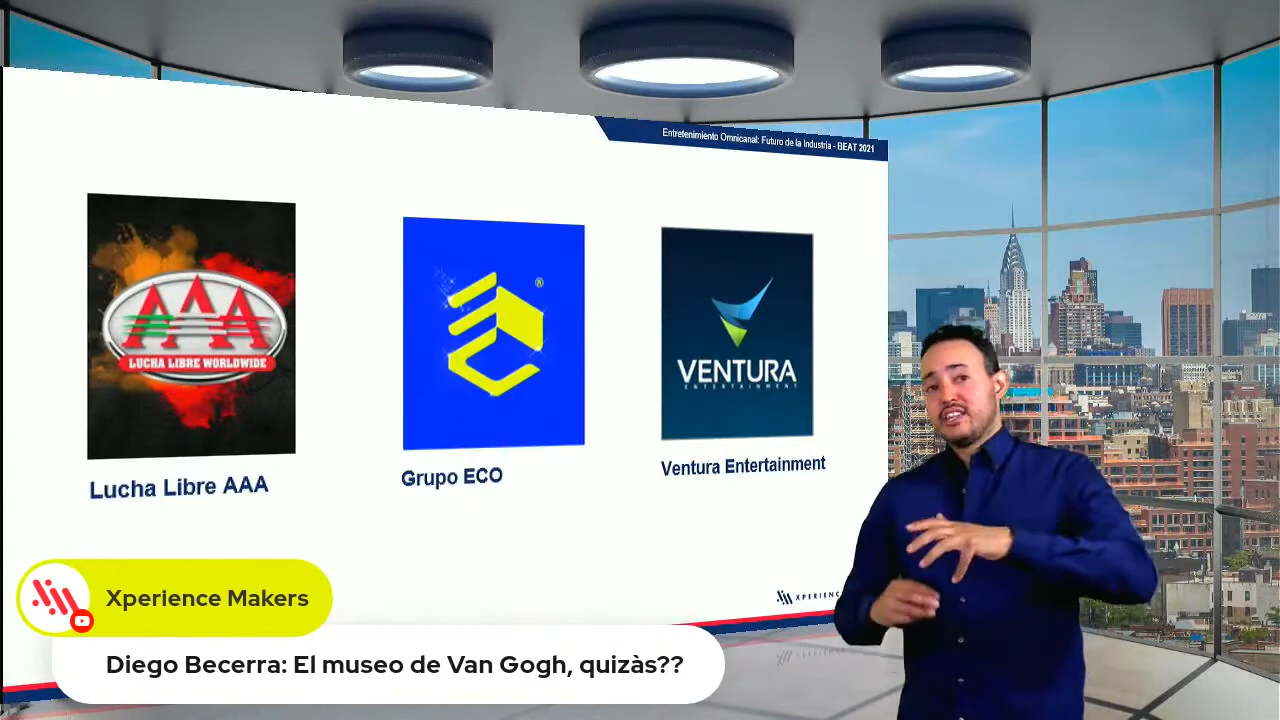 Entretenimiento Omnicanal: Futuro de la Industria - BEAT 2021
AAA
LUCHA LIBRE WORLDWIDE
®
VENTURA
ENTERTAINMENT
Lucha Libre AAA
Grupo ECO
Ventura Entertainment
XPERIENC
Xperience Makers
Diego Becerra: El museo de Van Gogh, quizàs??